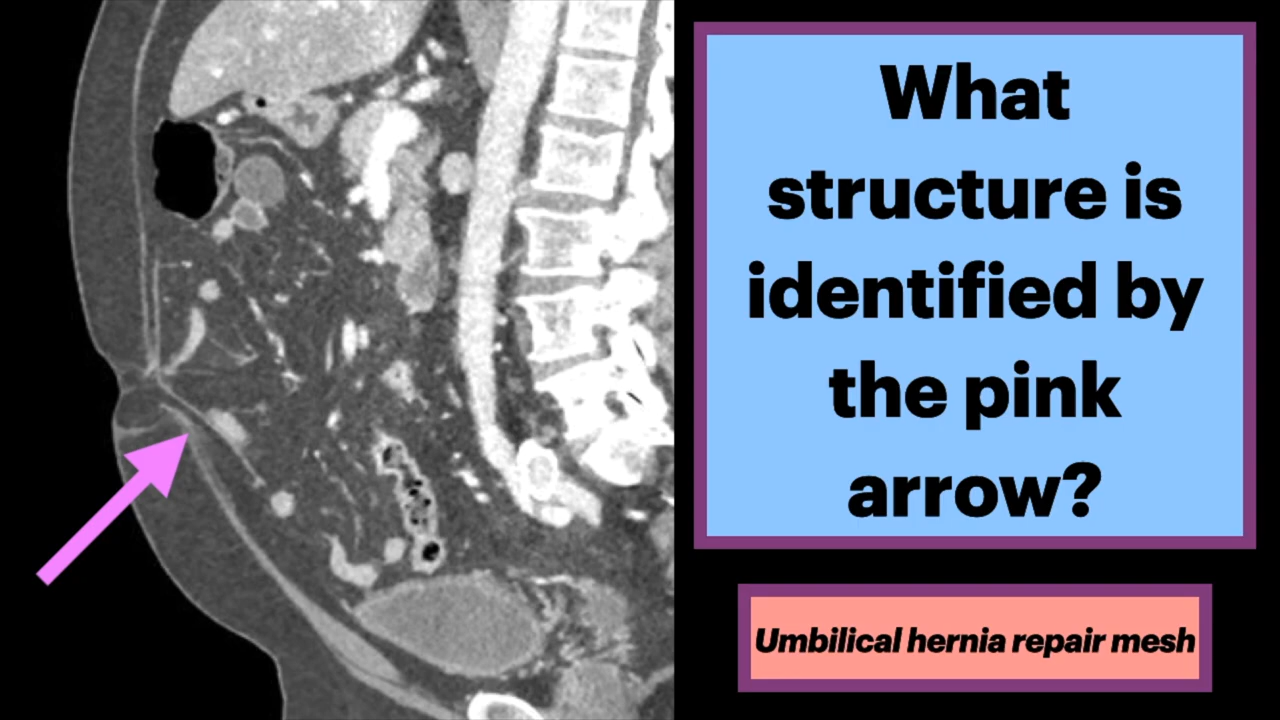 What
structure is
identified by
the pink
arrow?
Umbilical hernia repair mesh